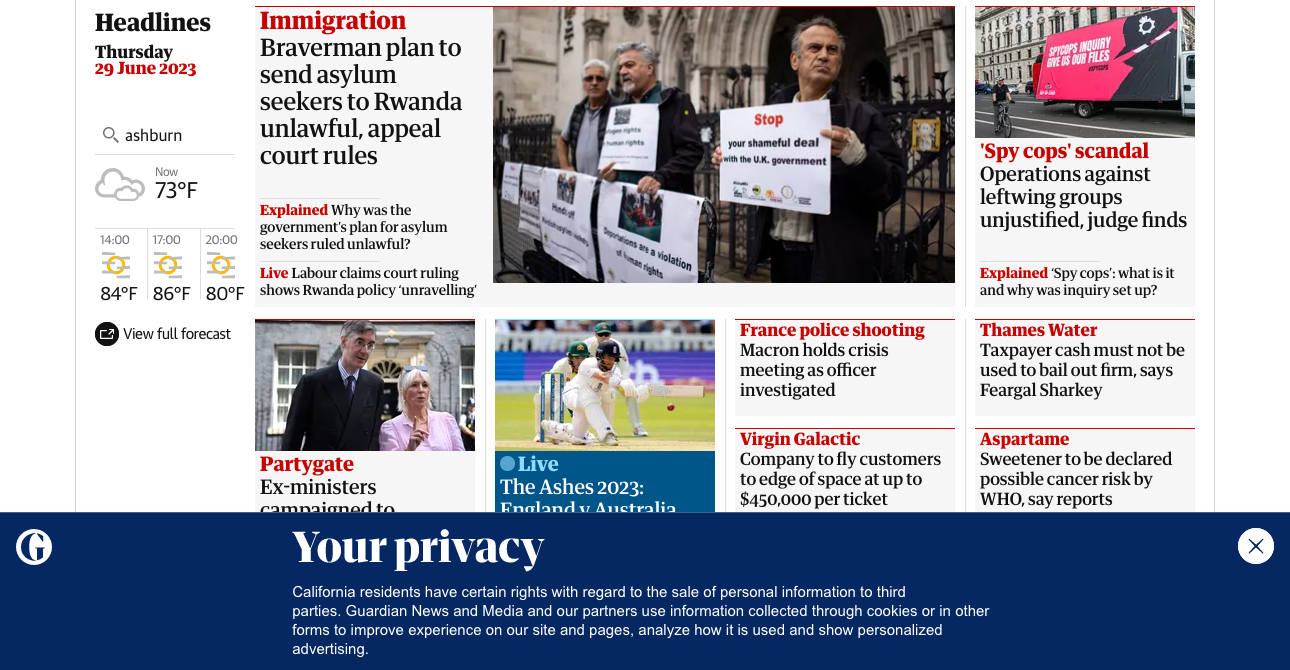 Headlines
Thursday
29 June 2023
ashburn
Now
73°F
14:00
17:00
20:00
84°F
86°F
80°F
View full forecast
Immigration
Braverman plan to
send asylum
seekers to Rwanda
unlawful, appeal
court rules
Explained Why was the
government's plan for asylum
seekers ruled unlawful?
Live Labour claims court ruling
shows Rwanda policy 'unravelling'
Stop
your shameful deal
with the U.K. government
Deportations are a violation
of human rights
SPYCOPS INQUIRY
GIVE US OUR FILES
'Spy cops' scandal
Operations against
leftwing groups
unjustified, judge finds
Explained 'Spy cops': what is it
and why was inquiry set up?
Partygate
Ex-ministers
campaigned to
Live
The Ashes 2023:
England v Australia
France police shooting
Macron holds crisis
meeting as officer
investigated
Virgin Galactic
Company to fly customers
to edge of space at up to
$450,000 per ticket
Thames Water
Taxpayer cash must not be
used to bail out firm, says
Feargal Sharkey
Aspartame
Sweetener to be declared
possible cancer risk by
WHO, say reports
G
Your privacy
California residents have certain rights with regard to the sale of personal information to third
parties. Guardian News and Media and our partners use information collected through cookies or in other
forms to improve experience on our site and pages, analyze how it is used and show personalized
advertising.